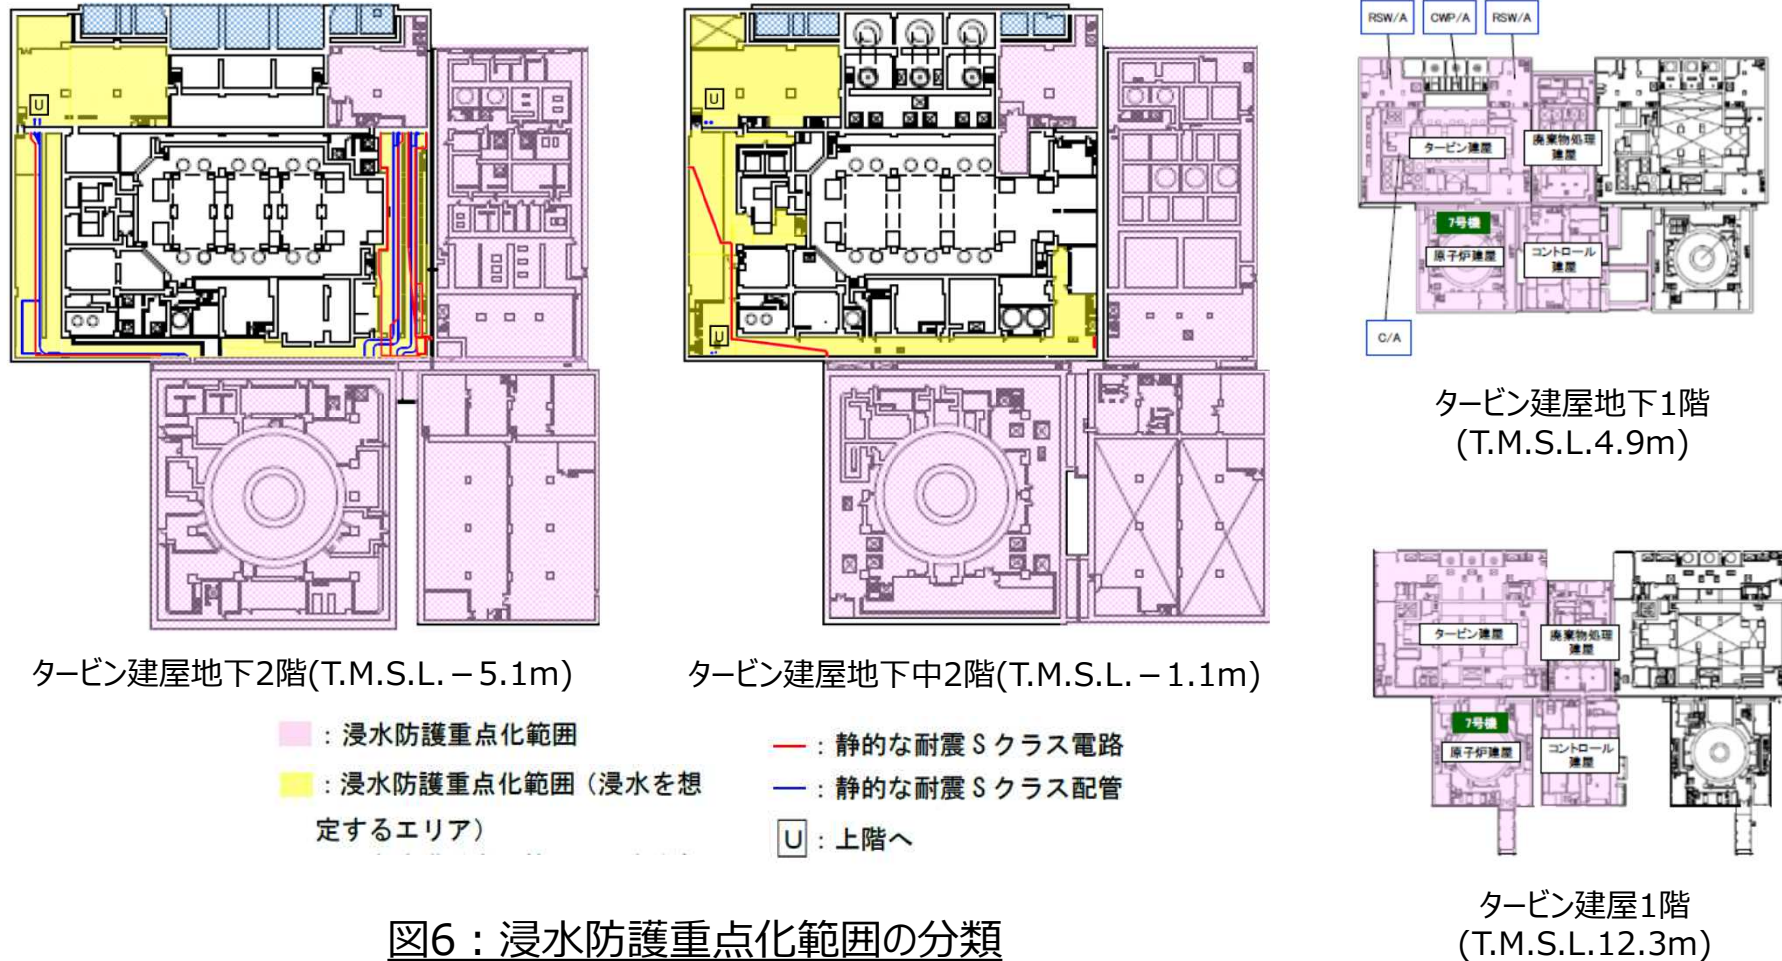 U
U
U
RSW/A
CWP/A
RSW/A
タービン建屋
廃棄物処理
建屋
7号機
原子炉建屋
コントロール
建屋
C/A
タービン建屋地下1階
(T.M.S.L.4.9m)
タービン建屋地下2階(T.M.S.L.－5.1m)
タービン建屋地下中2階(T.M.S.L.－1.1m)
：浸水防護重点化範囲
：浸水防護重点化範囲（浸水を想
定するエリア）
：静的な耐震Ｓクラス電路
：静的な耐震Ｓクラス配管
U：上階へ
タービン建屋
廃棄物処理
建屋
7号機
原子炉建屋
コントロール
建屋
タービン建屋1階
(T.M.S.L.12.3m)
図6：浸水防護重点化範囲の分類